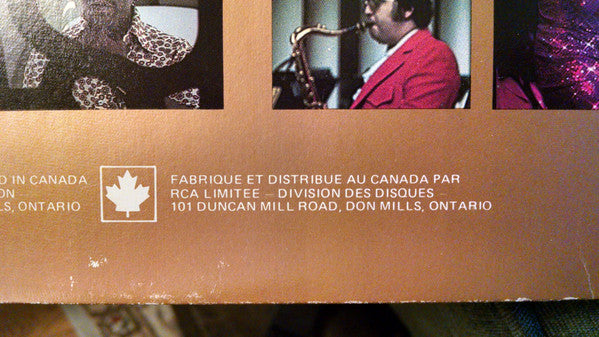 D IN CANADA
ON
LS, ONTARIO
FABRIQUE ET DISTRIBUE AU CANADA PAR
RCA LIMITEE – DIVISION DES DISQUES –
101 DUNCAN MILL ROAD, DON MILLS, ONTARIO